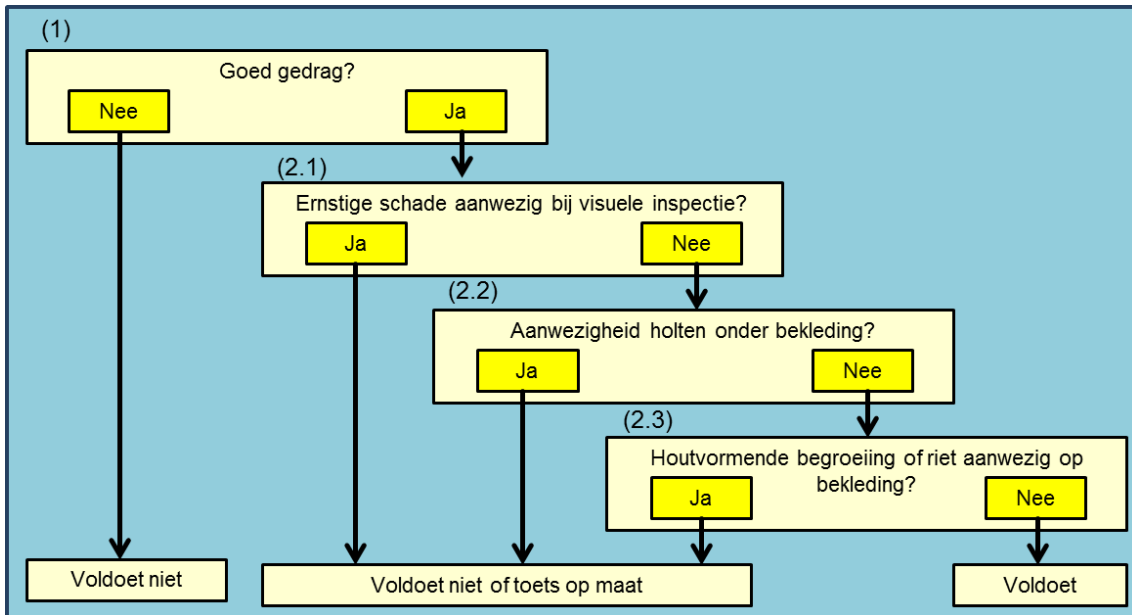 (1)
Goed gedrag?
Nee
Ja
(2.1)
Ernstige schade aanwezig bij visuele inspectie?
Ja
Nee
(2.2)
Aanwezigheid holten onder bekleding?
Ja
Nee
(2.3)
Houtvormende begroeiing of riet aanwezig op
bekleding?
Ja
Nee
Voldoet niet
Voldoet niet of toets op maat
Voldoet